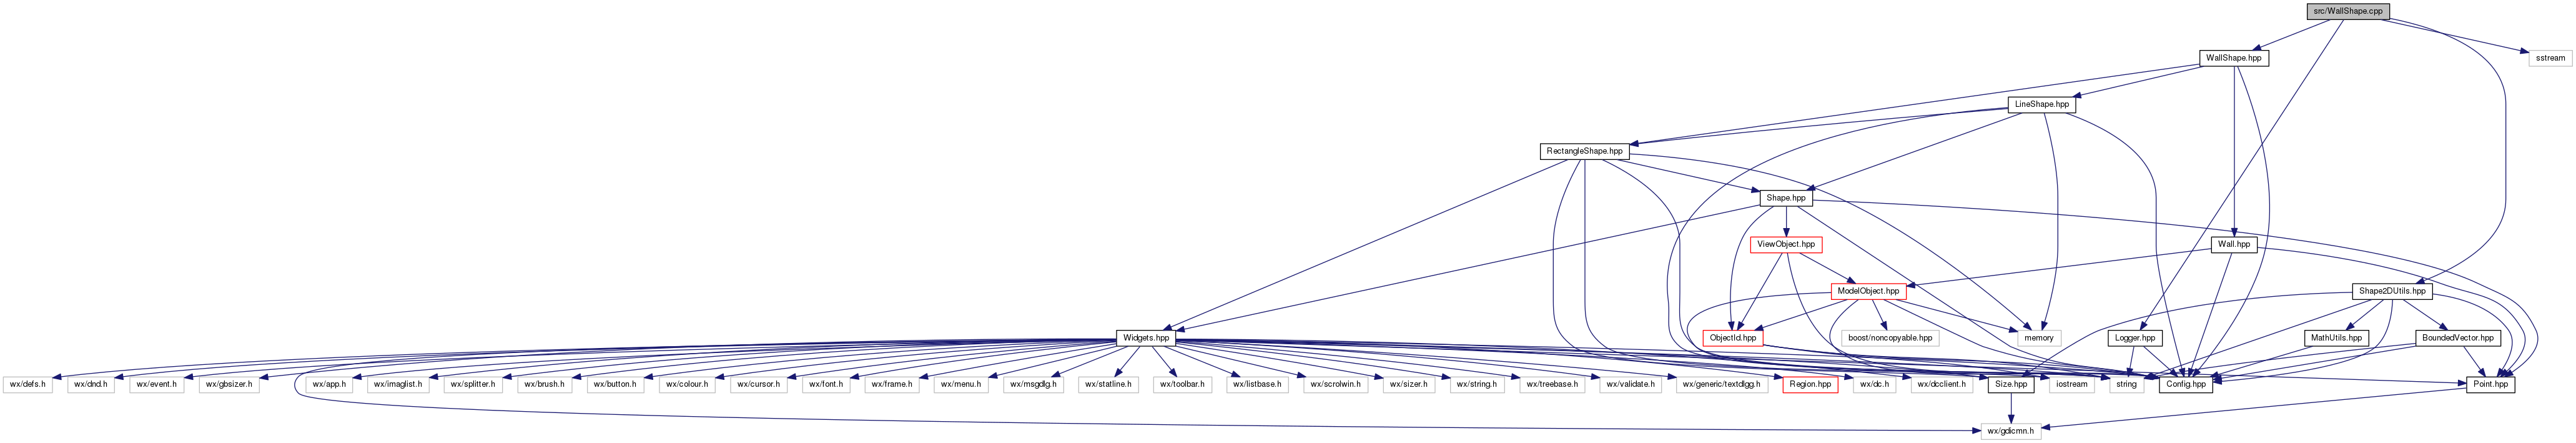 src/WallShape.cpp
WallShape.hpp
sstream
LineShape.hpp
RectangleShape.hpp
Shape.hpp
ViewObject.hpp
Wall.hpp
ModelObject.hpp
Shape2DUtils.hpp
Widgets.hpp
ObjectId.hpp
boost/noncopyable.hpp
memory
Logger.hpp
MathUtils.hpp
BoundedVector.hpp
wx/defs.h
wx/dnd.h
wx/event.h
wx/gbsizer.h
wx/app.h
wx/imaglist.h
wx/splitter.h
wx/brush.h
wx/button.h
wx/colour.h
wx/cursor.h
wx/font.h
wx/frame.h
wx/menu.h
wx/msgdlg.h
wx/statline.h
wx/toolbar.h
wx/listbase.h
wx/scrolwin.h
wx/sizer.h
wx/string.h
wx/treebase.h
wx/validate.h
wx/generic/textdlgg.h
Region.hpp
wx/dc.h
wx/dcclient.h
Size.hpp
iostream
string
Config.hpp
Point.hpp
wx/gdicmn.h